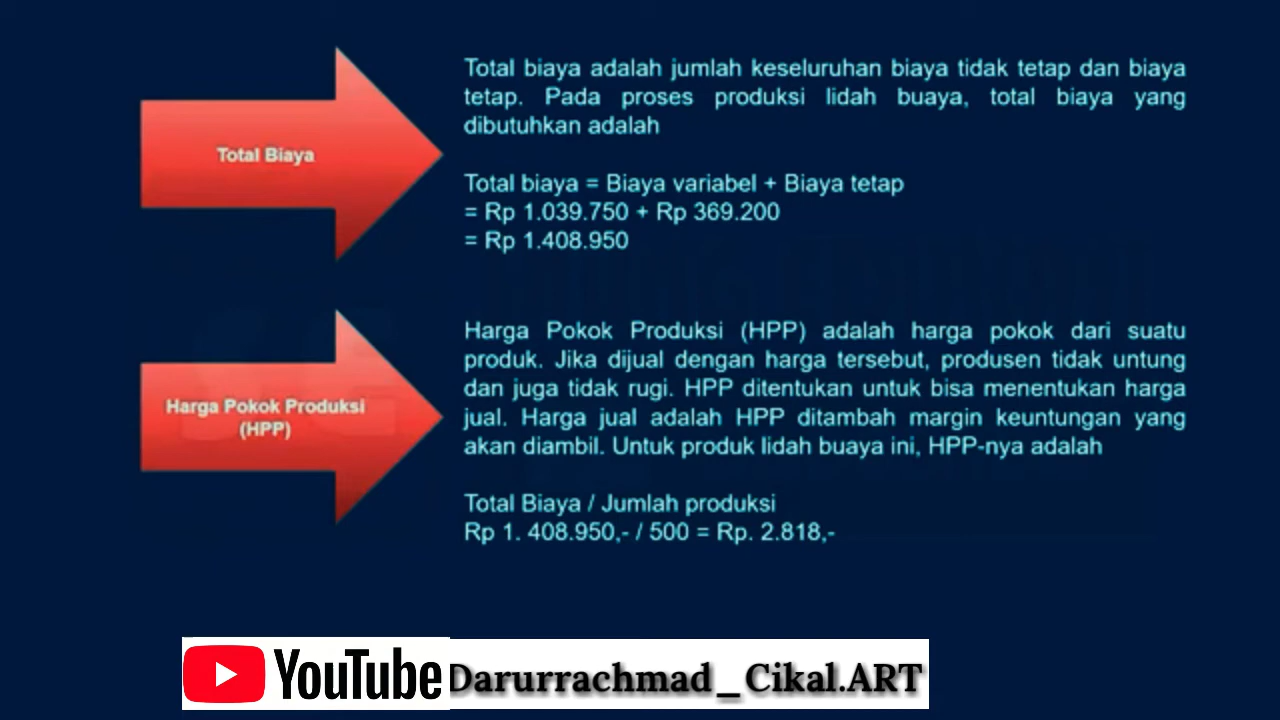 Total Biaya
Total biaya adalah jumlah keseluruhan biaya tidak tetap dan biaya
tetap. Pada proses produksi lidah buaya, total biaya yang
dibutuhkan adalah
Total biaya = Biaya variabel + Biaya tetap
= Rp 1.039.750 + Rp 369.200
= Rp 1.408.950
Harga Pokok Produksi
(HPP)
Harga Pokok Produksi (HPP) adalah harga pokok dari suatu
produk. Jika dijual dengan harga tersebut, produsen tidak untung
dan juga tidak rugi. HPP ditentukan untuk bisa menentukan harga
jual. Harga jual adalah HPP ditambah margin keuntungan yang
akan diambil. Untuk produk lidah buaya ini, HPP-nya adalah
Total Biaya / Jumlah produksi
Rp 1. 408.950,- / 500 = Rp. 2.818,-
YouTube Darurrachmad_Cikal.ART